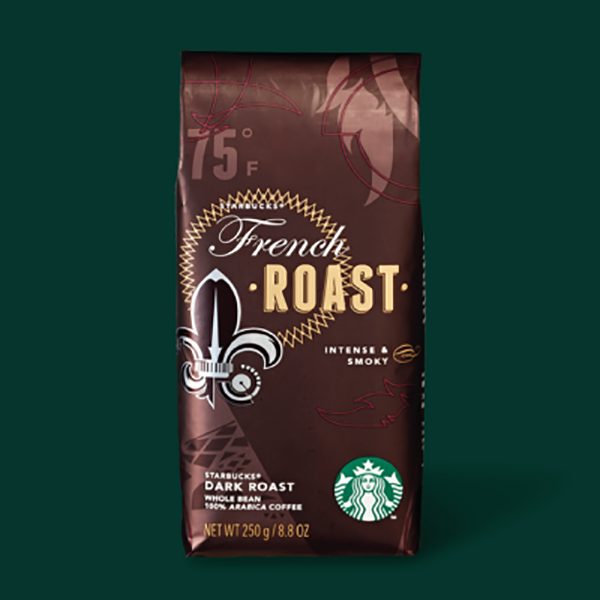 75°F
STARBUCKS®
French
ROAST
INTENSE &
SMOKY
STARBUCKS®
DARK ROAST
WHOLE BEAN
100% ARABICA COFFEE
NET WT 250 g / 8.8 OZ
TM